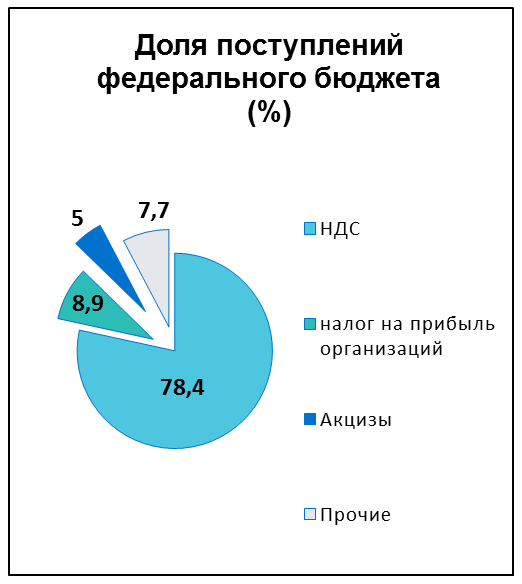 Доля поступлений
федерального бюджета
(%)
7,7
5
8,9
78,4
НДС
налог на прибыль
организаций
Акцизы
Прочие